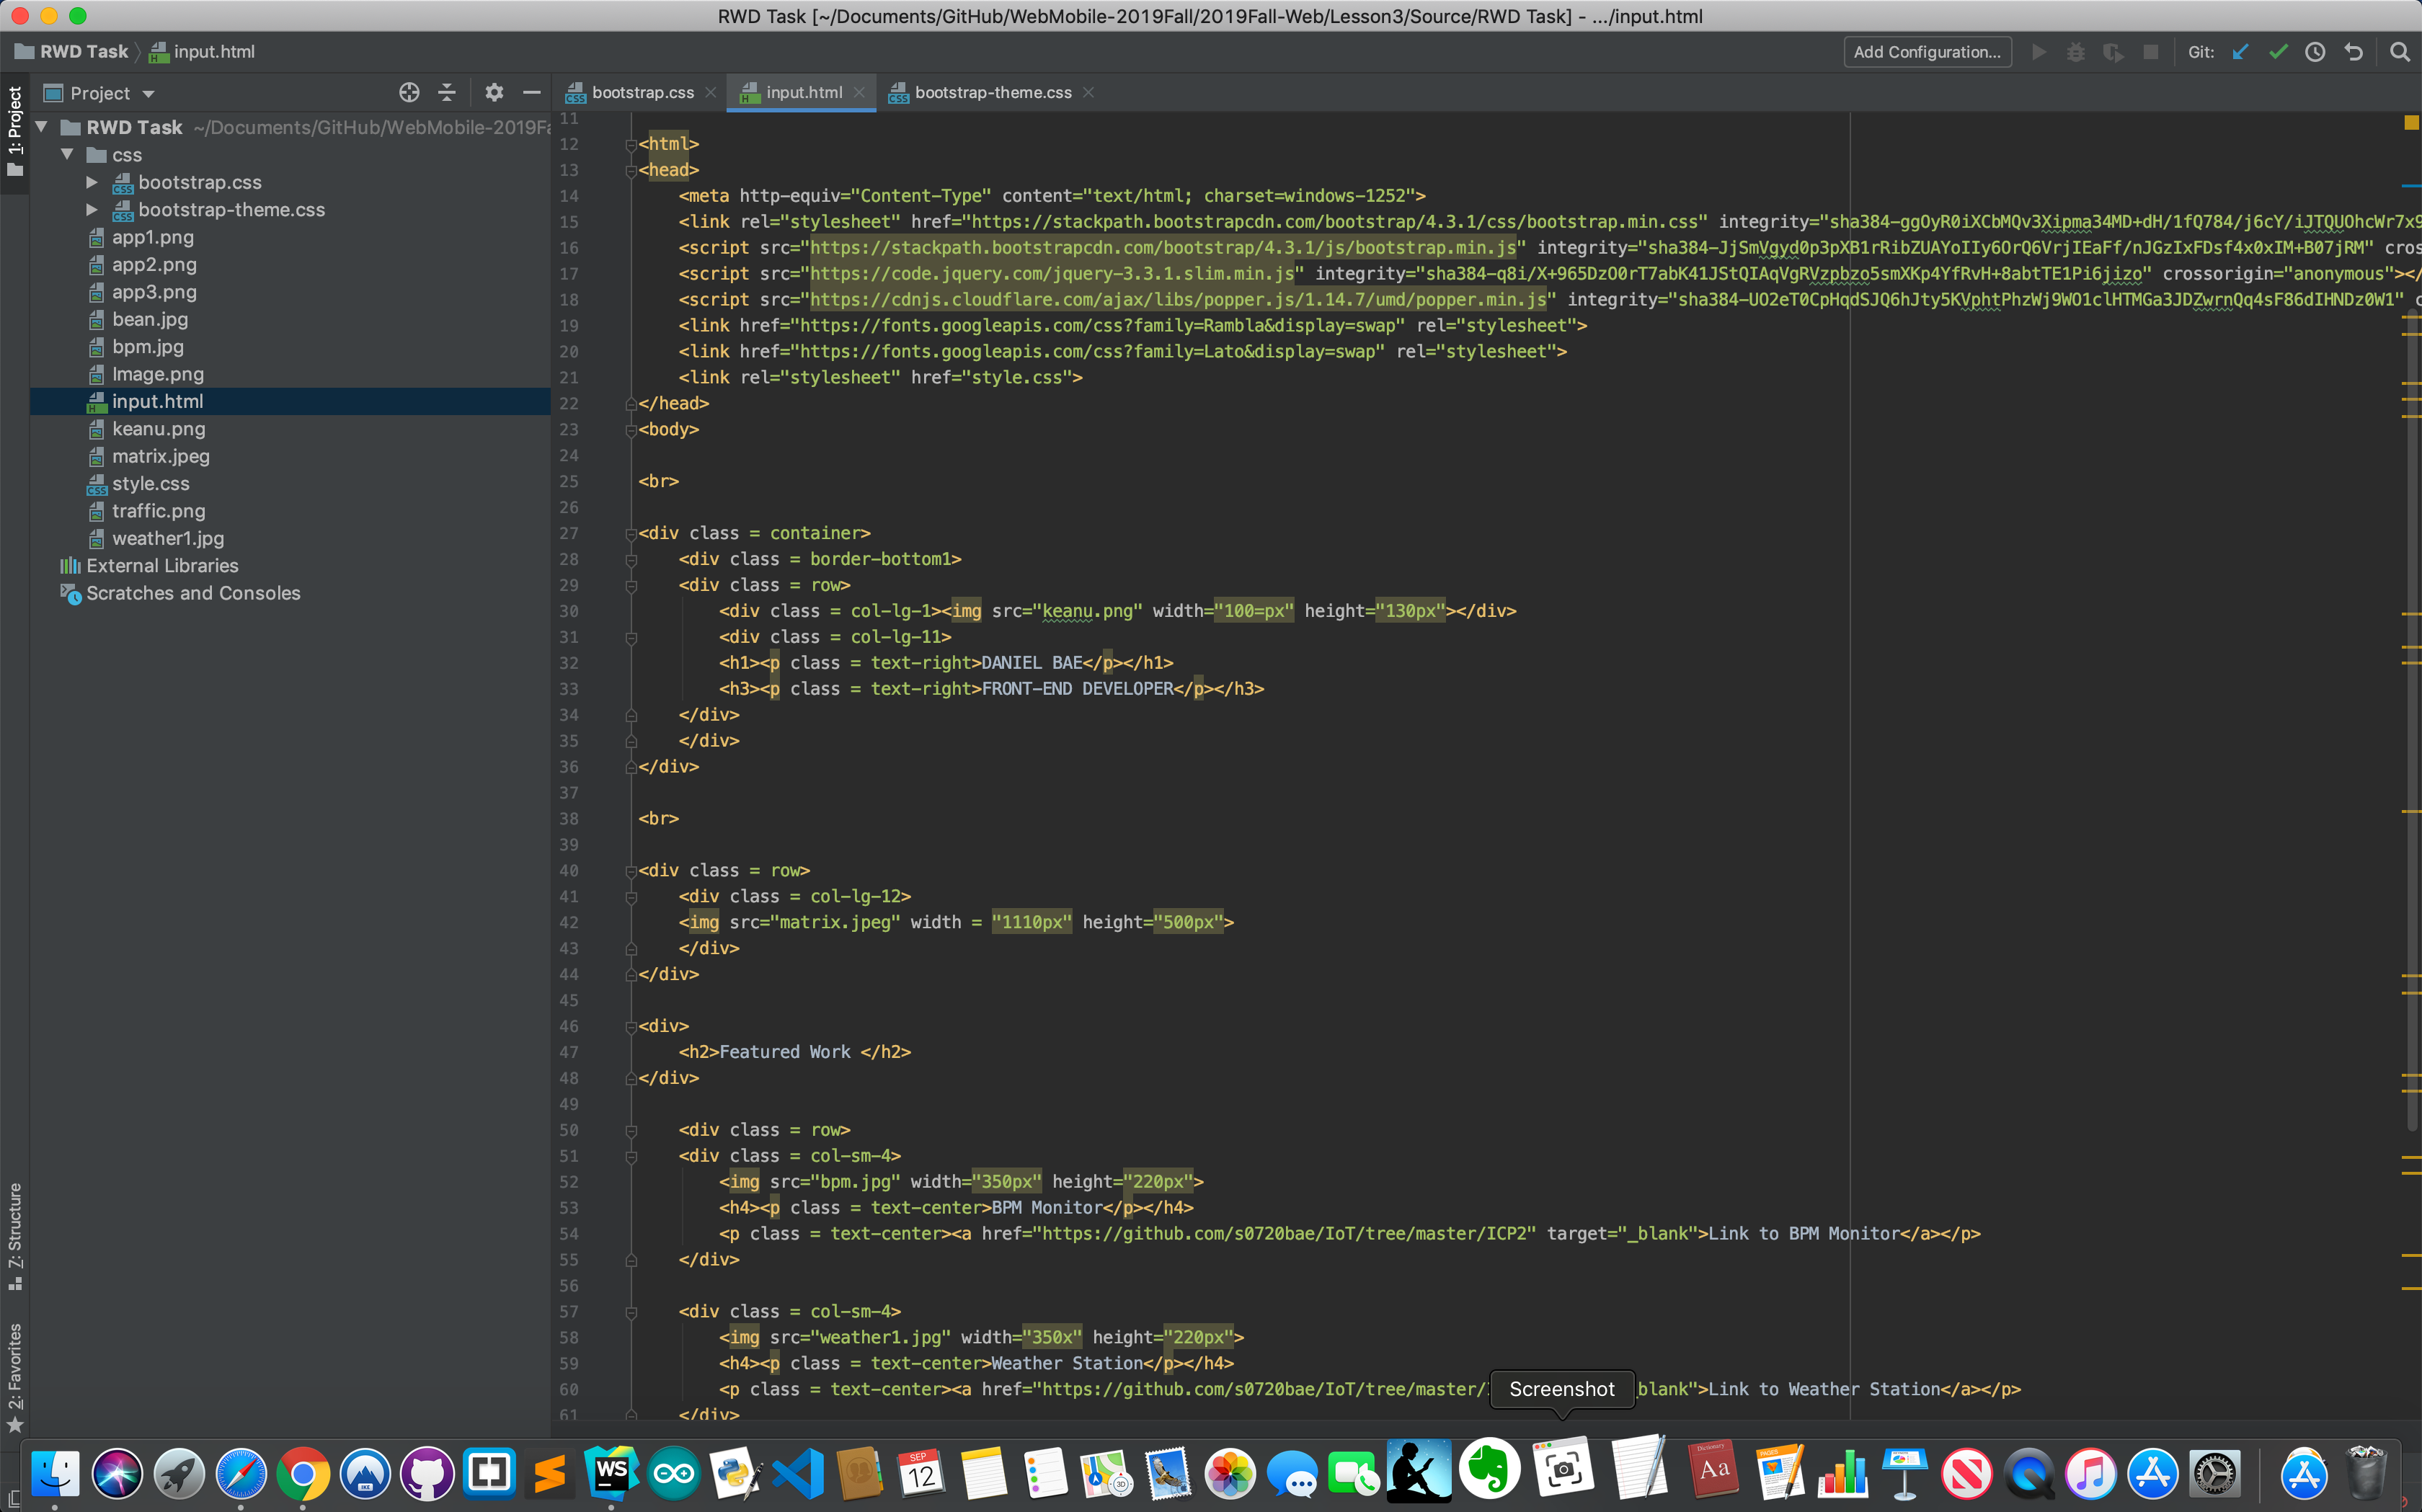 RWD Task [~/Documents/GitHub/WebMobile-2019Fall/2019Fall-Web/Lesson3/Source/RWD Task] - .../input.html
RWD Task input.html
Add Configuration... Git:
Project
bootstrap.css input.html bootstrap-theme.css
1: Project
RWD Task ~/Documents/GitHub/WebMobile-2019Fa
css
bootstrap.css
bootstrap-theme.css
app1.png
app2.png
app3.png
bean.jpg
bpm.jpg
Image.png
input.html
keanu.png
matrix.jpeg
style.css
traffic.png
weather1.jpg
External Libraries
Scratches and Consoles
7: Structure
2: Favorites
11
12 <html>
13 <head>
14 <meta http-equiv="Content-Type" content="text/html; charset=windows-1252">
15 <link rel="stylesheet" href="https://stackpath.bootstrapcdn.com/bootstrap/4.3.1/css/bootstrap.min.css" integrity="sha384-ggOyR0iXCbMQv3Xipma34MD+dH/1fQ784/j6cY/iJTQUOhcWr7x9
16 <script src="https://stackpath.bootstrapcdn.com/bootstrap/4.3.1/js/bootstrap.min.js" integrity="sha384-JjSmVgyd0p3pXB1rRibZUAYoIIy6OrQ6VrjIEaFf/nJGzIxFDsf4x0xIM+B07jRM" cros
17 <script src="https://code.jquery.com/jquery-3.3.1.slim.min.js" integrity="sha384-q8i/X+965DzO0rT7abK41JStQIAqVgRVzpbzo5smXKp4YfRvH+8abtTE1Pi6jizo" crossorigin="anonymous"></
18 <script src="https://cdnjs.cloudflare.com/ajax/libs/popper.js/1.14.7/umd/popper.min.js" integrity="sha384-UO2eT0CpHqdSJQ6hJty5KVphtPhzWj9WO1clHTMGa3JDZwrnQq4sF86dIHNDz0W1" c
19 <link href="https://fonts.googleapis.com/css?family=Rambla&display=swap" rel="stylesheet">
20 <link href="https://fonts.googleapis.com/css?family=Lato&display=swap" rel="stylesheet">
21 <link rel="stylesheet" href="style.css">
22 </head>
23 <body>
24
25 <br>
26
27 <div class = container>
28 <div class = border-bottom1>
29 <div class = row>
30 <div class = col-lg-1><img src="keanu.png" width="100=px" height="130px"></div>
31 <div class = col-lg-11>
32 <h1><p class = text-right>DANIEL BAE</p></h1>
33 <h3><p class = text-right>FRONT-END DEVELOPER</p></h3>
34 </div>
35 </div>
36 </div>
37
38 <br>
39
40 <div class = row>
41 <div class = col-lg-12>
42 <img src="matrix.jpeg" width = "1110px" height="500px">
43 </div>
44 </div>
45
46 <div>
47 <h2>Featured Work </h2>
48 </div>
49
50 <div class = row>
51 <div class = col-sm-4>
52 <img src="bpm.jpg" width="350px" height="220px">
53 <h4><p class = text-center>BPM Monitor</p></h4>
54 <p class = text-center><a href="https://github.com/s0720bae/IoT/tree/master/ICP2" target="_blank">Link to BPM Monitor</a></p>
55 </div>
56
57 <div class = col-sm-4>
58 <img src="weather1.jpg" width="350x" height="220px">
59 <h4><p class = text-center>Weather Station</p></h4>
60 <p class = text-center><a href="https://github.com/s0720bae/IoT/tree/master/ _blank">Link to Weather Station</a></p>
61 </div>
Screenshot
WS
SEP
12
3D
Dictionary
Aa
PAGES
IKE